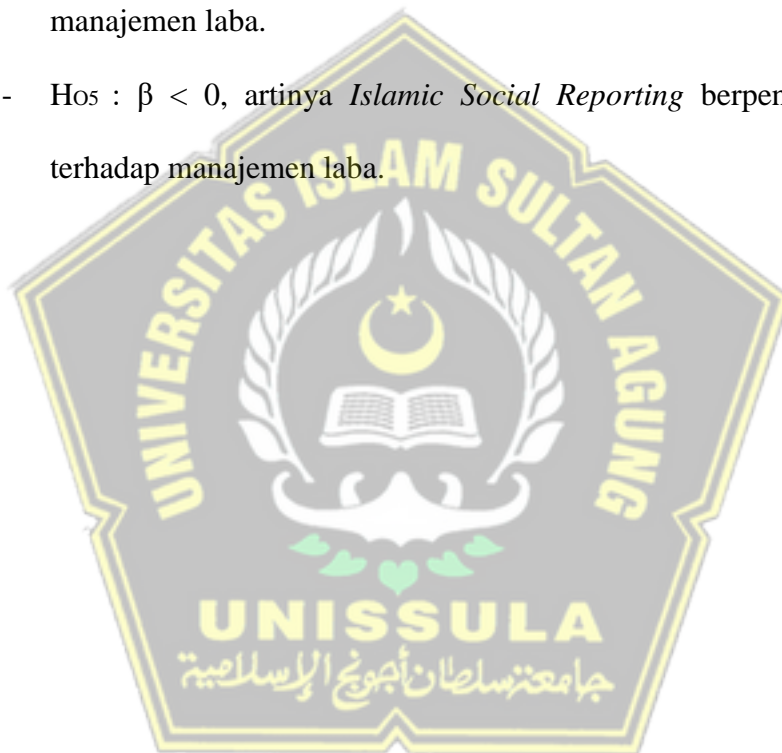 manajemen laba.
- Ho5 : β < 0, artinya Islamic Social Reporting berpen
terhadap manajemen laba.
UNIVERSITAS ISLAM SULTAN AGUNG
UNISSULA
جامعة سلطان أجونج الإسلامية